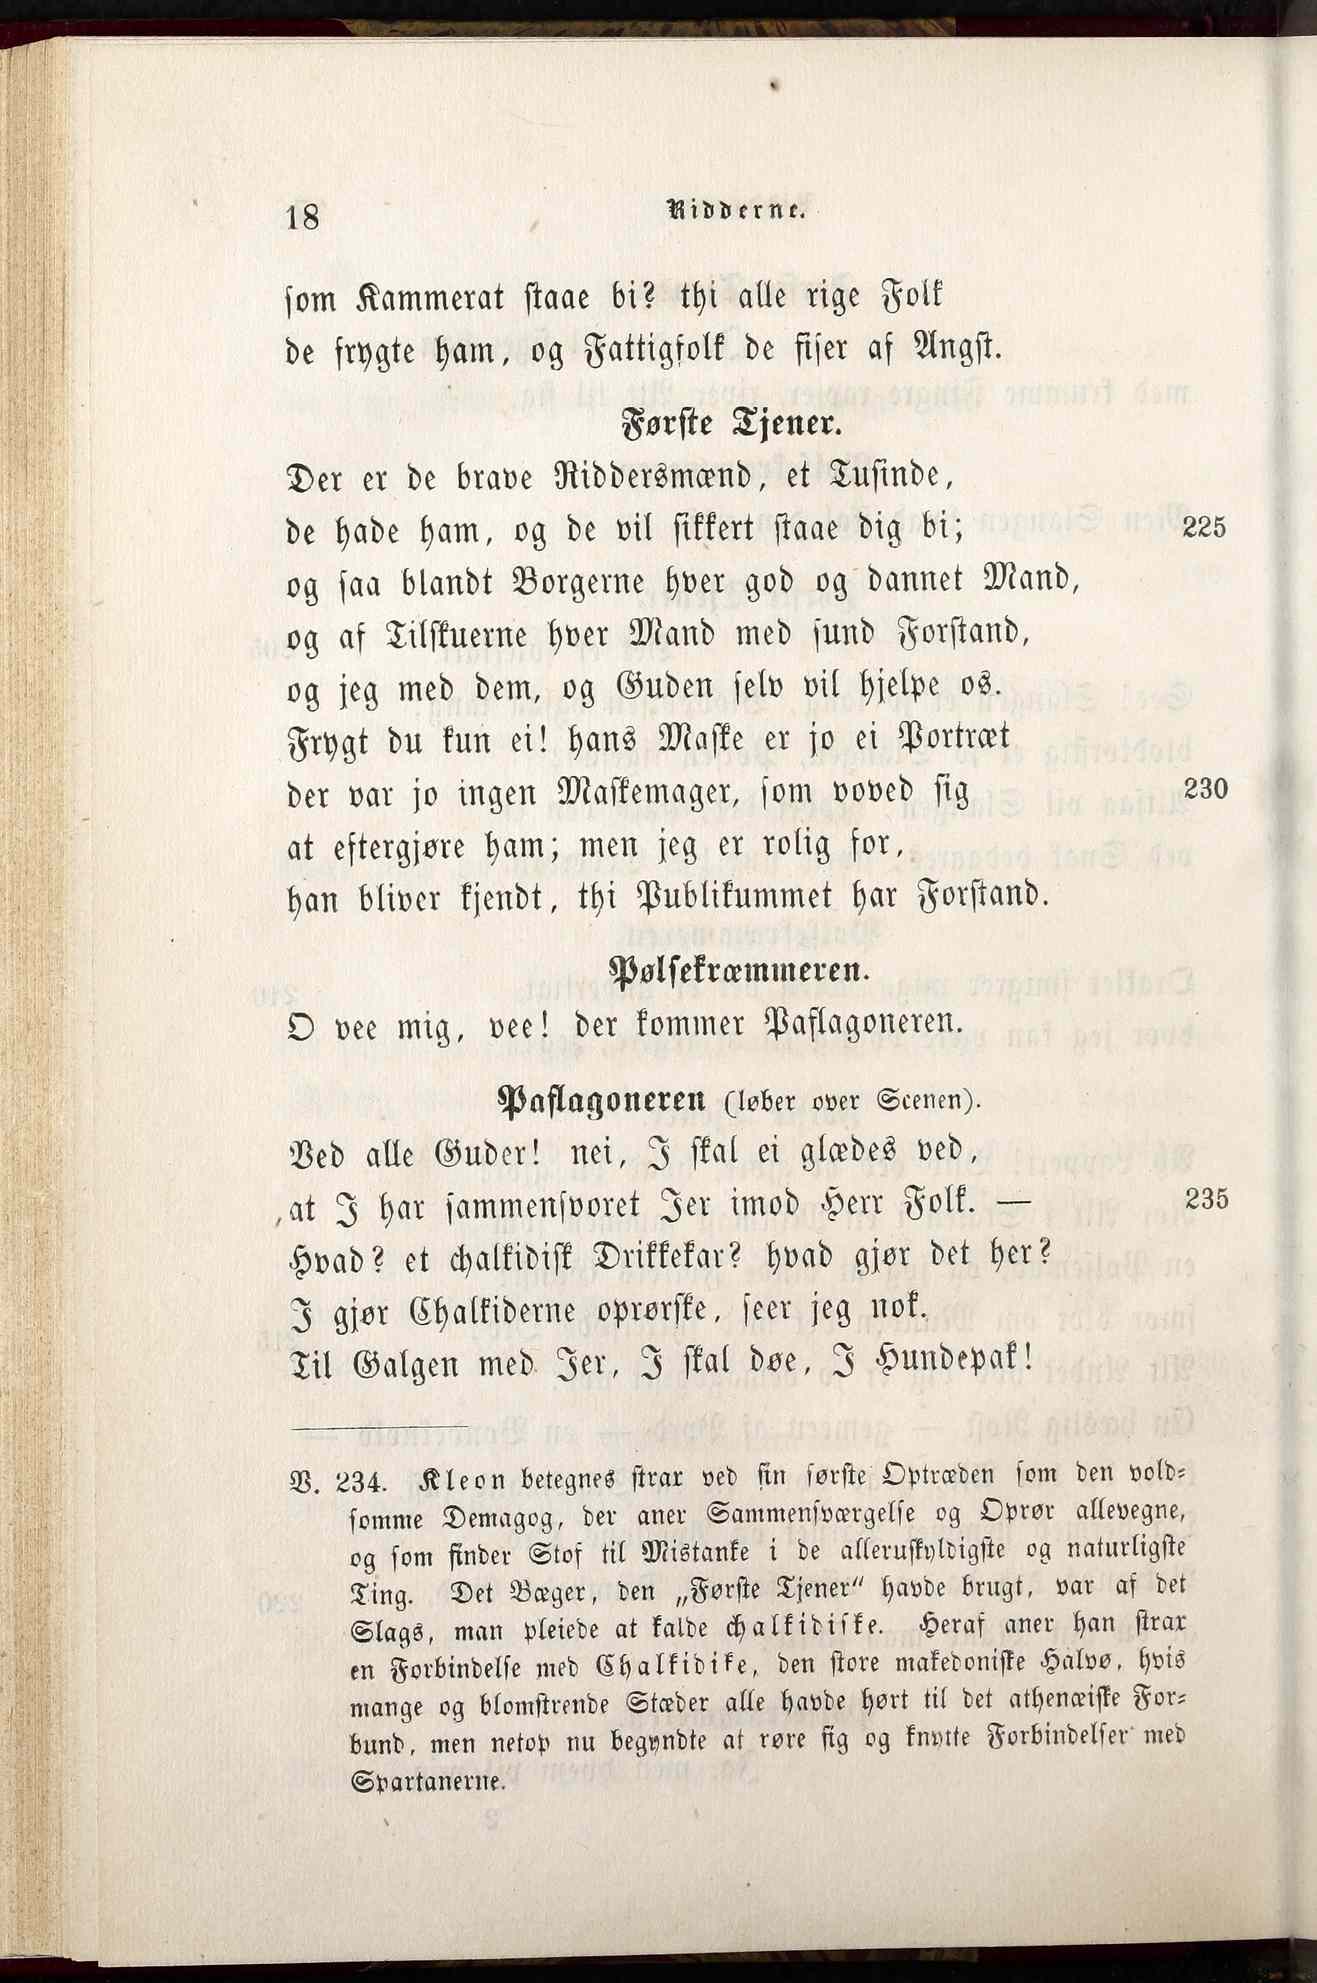 18
Ridderne.
som Kammerat staae bi? thi alle rige Folk
de frygte ham, og Fattigfolk de fiser af Angst.
Første Tjener.
Der er de brave Riddersmænd, et Tusinde,
de hade ham, og de vil sikkert staae dig bi; 225
og saa blandt Borgerne hver god og dannet Mand,
og af Tilskuerne hver Mand med sund Forstand,
og jeg med dem, og Guden selv vil hjelpe os.
Frygt du kun ei! hans Maske er jo ei Portræt
der var jo ingen Maskemager, som voved sig 230
at eftergjøre ham; men jeg er rolig for,
han bliver kjendt, thi Publikummet har Forstand.
Pølsekræmmeren.
O vee mig, vee! der kommer Paflagoneren.
Paflagoneren (løber over Scenen).
Ved alle Guder! nei, I skal ei glædes ved,
at I har sammensvoret Jer imod Herr Folk. — 235
Hvad? et chalkidisk Drikkekar? hvad gjør det her?
I gjør Chalkiderne oprørske, seer jeg nok.
Til Galgen med Jer, I skal døe, I Hundepak!
V. 234. Kleon betegnes strax ved sin første Optræden som den vold-
somme Demagog, der aner Sammensværgelse og Oprør allevegne,
og som finder Stof til Mistanke i de alleruskyldigste og naturligste
Ting. Det Bæger, den „Første Tjener“ havde brugt, var af det
Slags, man pleiede at kalde chalkidiske. Heraf aner han strax
en Forbindelse med Chalkidike, den store makedoniske Halvø, hvis
mange og blomstrende Stæder alle havde hørt til det athenæiske For-
bund, men netop nu begyndte at røre sig og knytte Forbindelser med
Spartanerne.